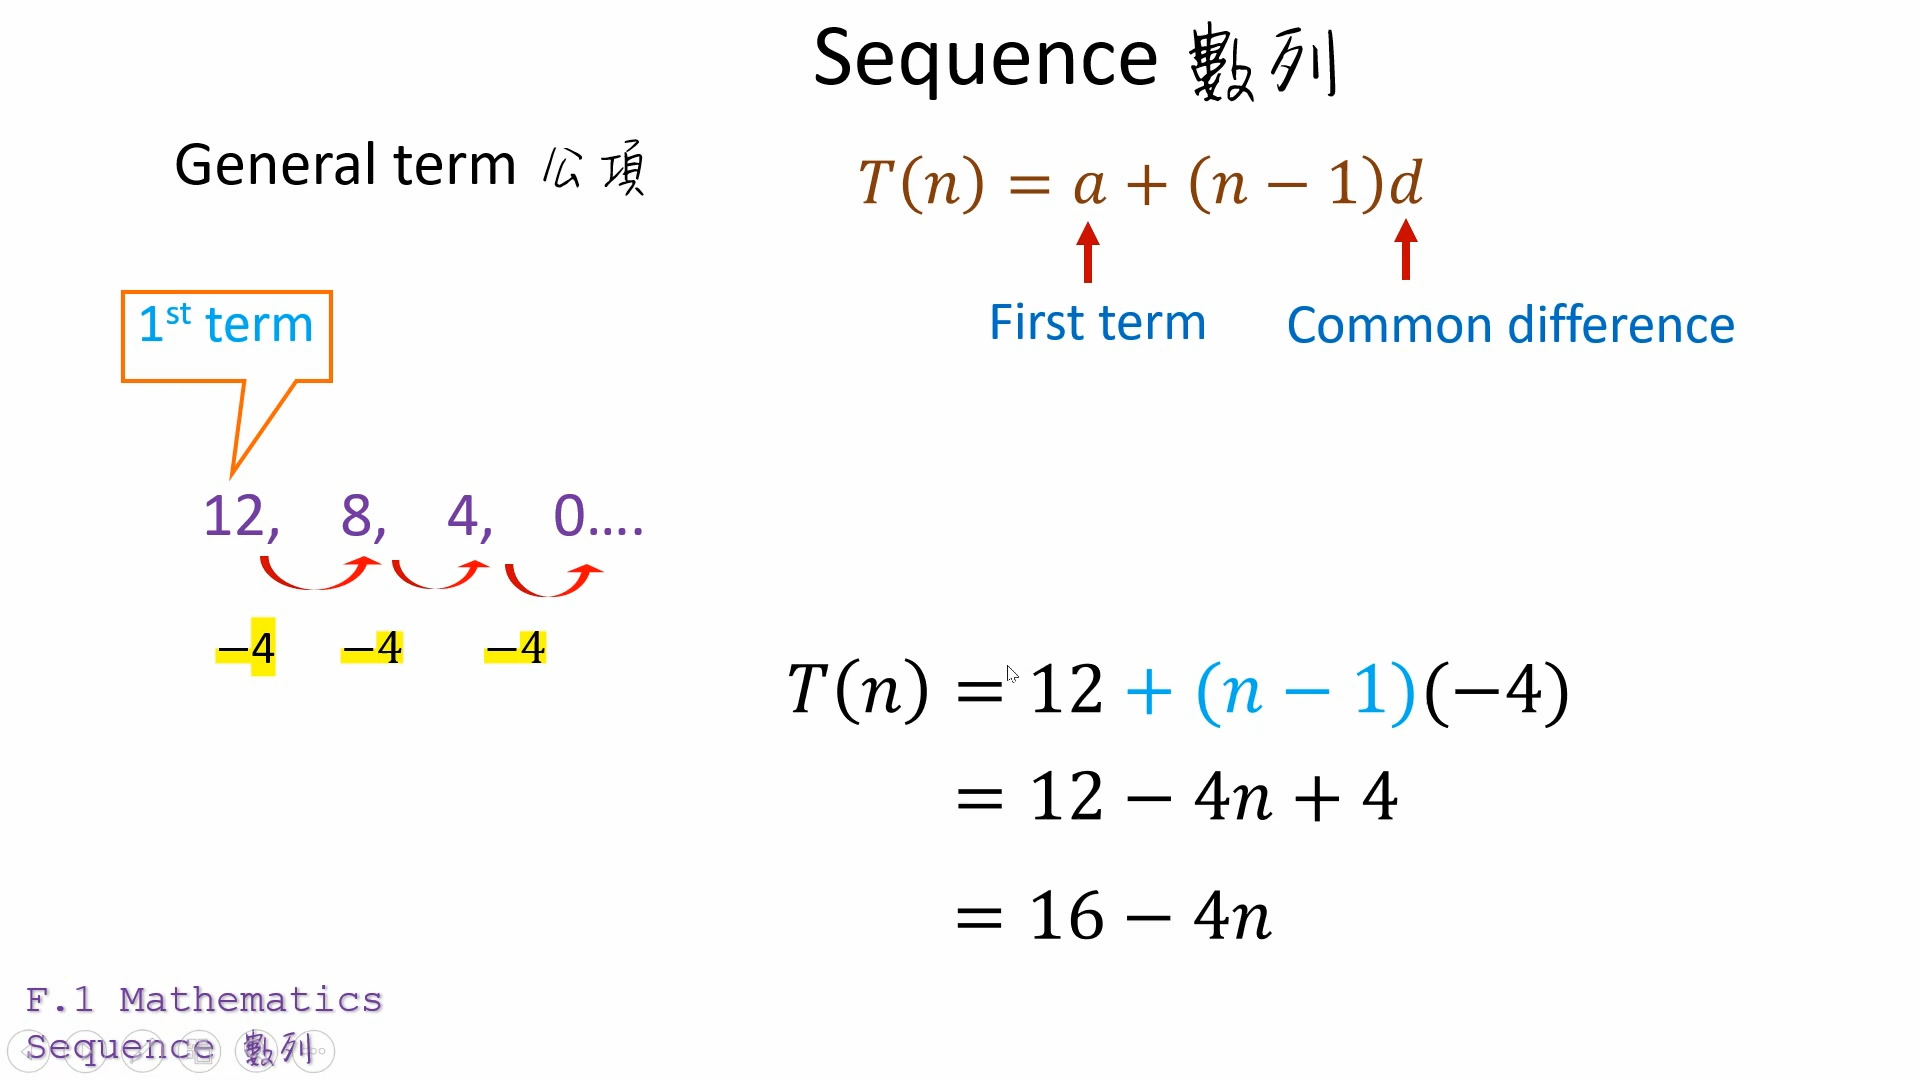 Sequence 數列
General term 公項
T(n) = a + (n − 1)d
First term
Common difference
1st term
12, 8, 4, 0....
−4 −4 −4
T(n) = 12 + (n − 1)(−4)
= 12 − 4n + 4
= 16 − 4n
F.1 Mathematics
Sequence 數列